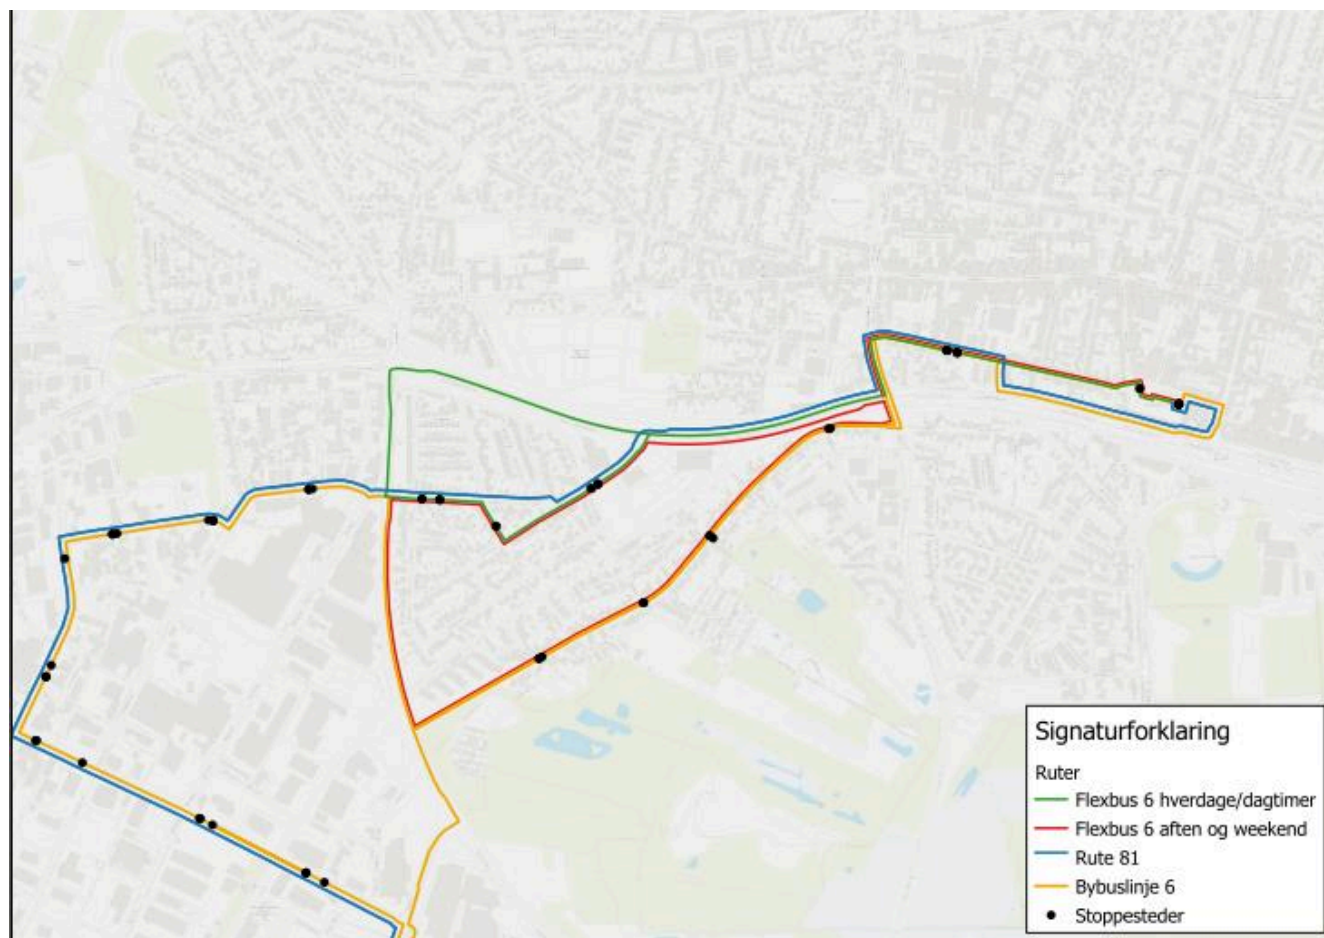 Signaturforklaring
Ruter
Flexbus 6 hverdage/dagtimer
Flexbus 6 aften og weekend
Rute 81
Bybuslinje 6
Stoppesteder